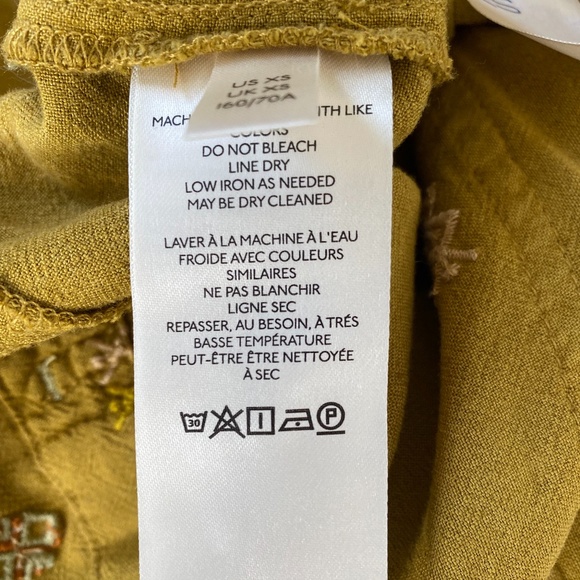 US XS
UK XS
160/70A
MACH ITH LIKE
COLORS
DO NOT BLEACH
LINE DRY
LOW IRON AS NEEDED
MAY BE DRY CLEANED
LAVER À LA MACHINE À L'EAU
FROIDE AVEC COULEURS
SIMILAIRES
NE PAS BLANCHIR
LIGNE SEC
REPASSER, AU BESOIN, À TRÉS
BASSE TEMPÉRATURE
PEUT-ÊTRE ÊTRE NETTOYÉE
À SEC
30 P